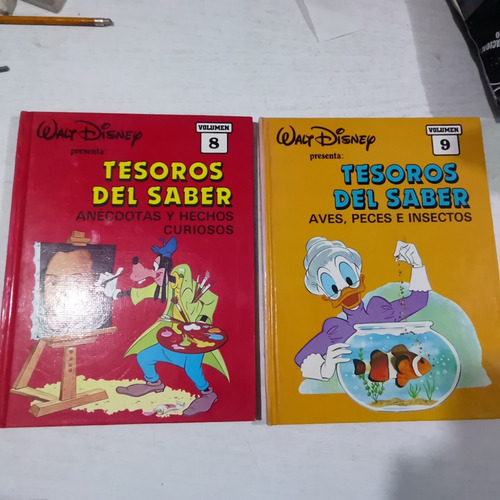 WALT DISNEY
presenta:
VOLUMEN
8
TESOROS
DEL SABER
ANECDOTAS Y HECHOS
CURIOSOS
WALT DISNEY
presenta:
VOLUMEN
9
TESOROS
DEL SABER
AVES, PECES E INSECTOS